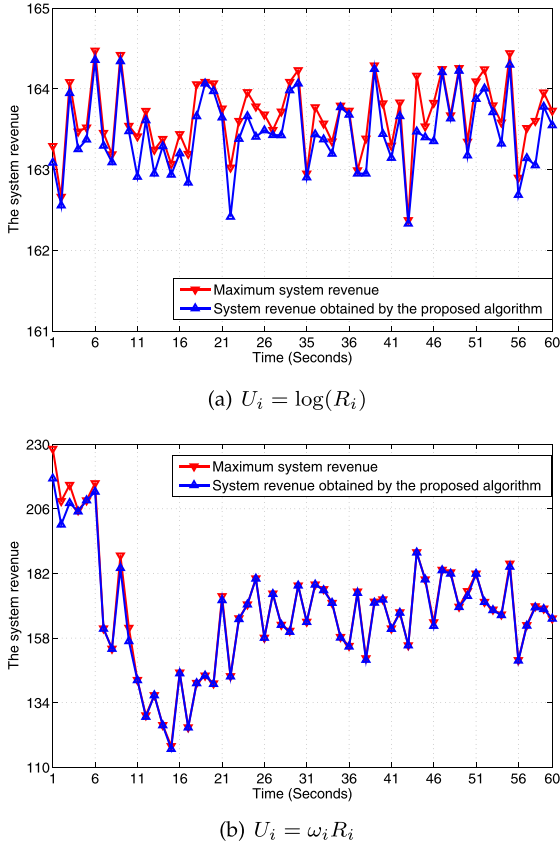 165
164
163
162
161
The system revenue
Maximum system revenue
System revenue obtained by the proposed algorithm
1 6 11 16 21 26 31 36 41 46 51 56 60
Time (Seconds)
(a) U_i = log(R_i)
230
206
182
158
134
110
The system revenue
Maximum system revenue
System revenue obtained by the proposed algorithm
1 6 11 16 21 26 31 36 41 46 51 56 60
Time (Seconds)
(b) U_i = ω_i R_i